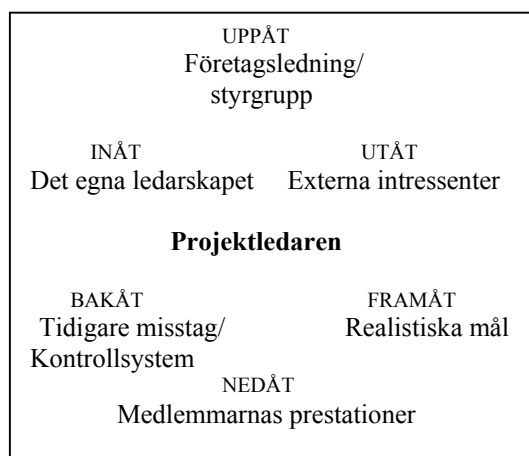 UPPÅT
Företagsledning/
styrgrupp
INÅT
Det egna ledarskapet
UTÅT
Externa intressenter
Projektledaren
BAKÅT
Tidigare misstag/
Kontrollsystem
FRAMÅT
Realistiska mål
NEDÅT
Medlemmarnas prestationer